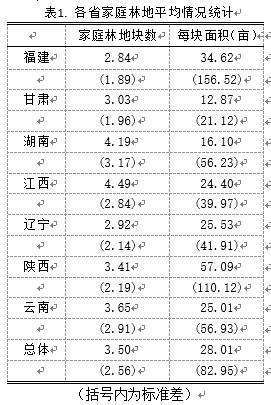 表1. 各省家庭林地平均情况统计
家庭林地块数 每块面积(亩)
福建 2.84 34.62
(1.89) (156.52)
甘肃 3.03 12.87
(1.96) (21.12)
湖南 4.19 16.10
(3.17) (56.23)
江西 4.49 24.40
(2.84) (39.97)
辽宁 2.92 25.53
(2.14) (41.91)
陕西 3.41 57.09
(2.19) (110.12)
云南 3.65 25.01
(2.91) (56.93)
总体 3.50 28.01
(2.56) (82.95)
(括号内为标准差)